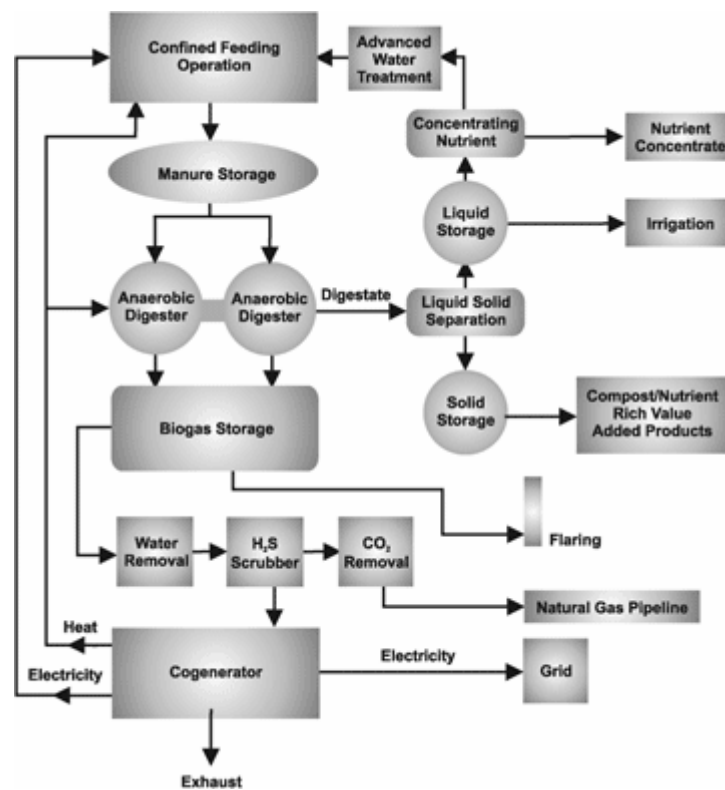 Confined Feeding
Operation
Advanced
Water
Treatment
Concentrating
Nutrient
Nutrient
Concentrate
Manure Storage
Liquid
Storage
Irrigation
Anaerobic
Digester
Anaerobic
Digester
Digestate
Liquid Solid
Separation
Biogas Storage
Solid
Storage
Compost/Nutrient
Rich Value
Added Products
Water
Removal
H₂S
Scrubber
CO₂
Removal
Flaring
Natural Gas Pipeline
Heat
Electricity
Cogenerator
Electricity
Grid
Exhaust